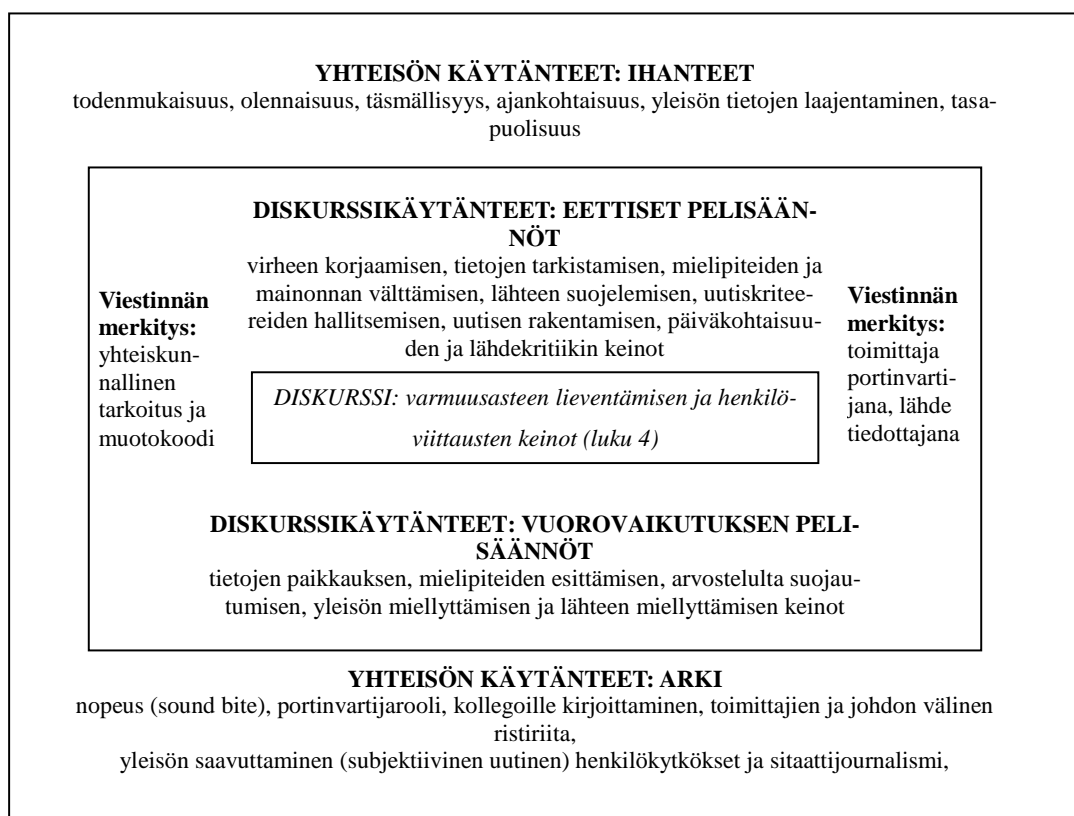 YHTEISÖN KÄYTÄNTEET: IHANTEET
todenmukaisuus, olennaisuus, täsmällisyys, ajankohtaisuus, yleisön tietojen laajentaminen, tasa-
puolisuus
DISKURSSIKÄYTÄNTEET: EETTISET PELISÄÄN-
NÖT
virheen korjaamisen, tietojen tarkistamisen, mielipiteiden ja
mainonnan välttämisen, lähteen suojelemisen, uutiskritee-
reiden hallitsemisen, uutisen rakentamisen, päiväkohtaisuu-
den ja lähdekritiikin keinot
Viestinnän
merkitys:
yhteiskun-
nallinen
tarkoitus ja
muotokoodi
DISKURSSI: varmuusasteen lieventämisen ja henkilö-
viittausten keinot (luku 4)
Viestinnän
merkitys:
toimittaja
portinvarti-
jana, lähde
tiedottajana
DISKURSSIKÄYTÄNTEET: VUOROVAIKUTUKSEN PELI-
SÄÄNNÖT
tietojen paikkauksen, mielipiteiden esittämisen, arvostelulta suojau-
tumisen, yleisön miellyttämisen ja lähteen miellyttämisen keinot
YHTEISÖN KÄYTÄNTEET: ARKI
nopeus (sound bite), portinvartijarooli, kollegoille kirjoittaminen, toimittajien ja johdon välinen
ristiriita,
yleisön saavuttaminen (subjektiivinen uutinen) henkilökytkökset ja sitaattijournalismi,